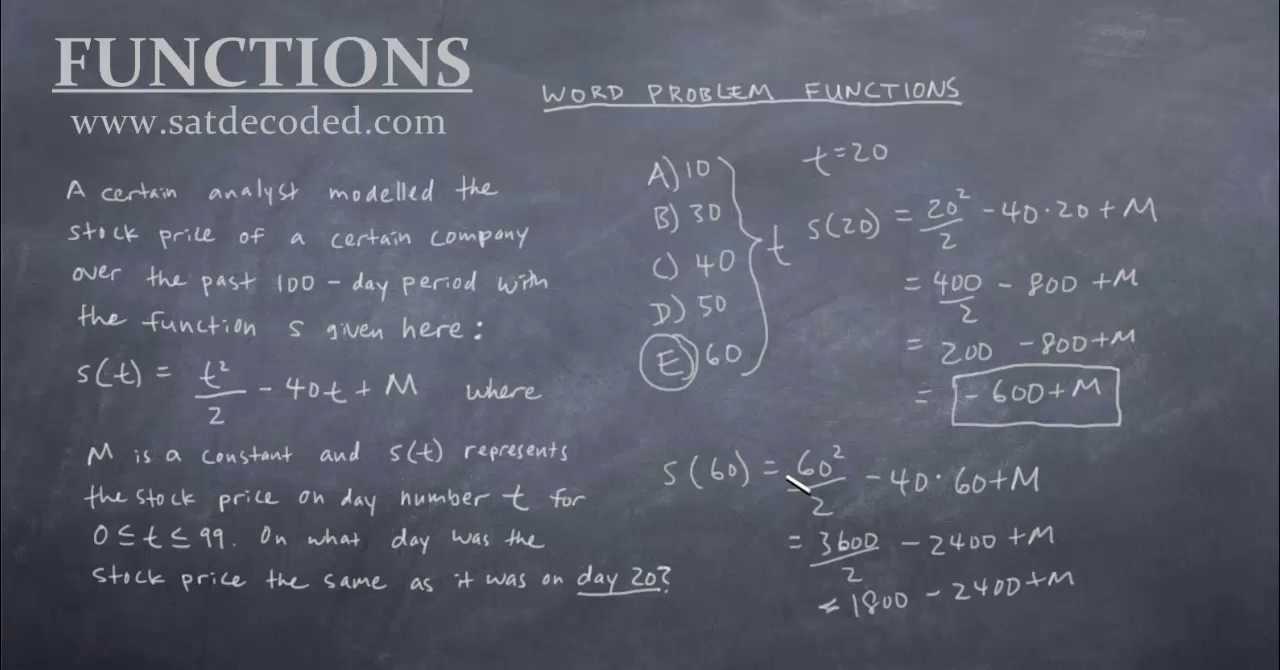 FUNCTIONS
www.satdecoded.com
WORD PROBLEM FUNCTIONS
A certain analyst modelled the
stock price of a certain company
over the past 100-day period with
the function s given here:
s(t) = t²/2 - 40t + M where
M is a constant and s(t) represents
the stock price on day number t for
0 ≤ t ≤ 99. On what day was the
stock price the same as it was on day 20?
A) 10
B) 30
C) 40
D) 50
E) 60
t
t=20
s(20) = 20²/2 - 40·20 + M
= 400/2 - 800 + M
= 200 - 800 + M
= -600 + M
s(60) = 60²/2 - 40·60 + M
= 3600/2 - 2400 + M
= 1800 - 2400 + M